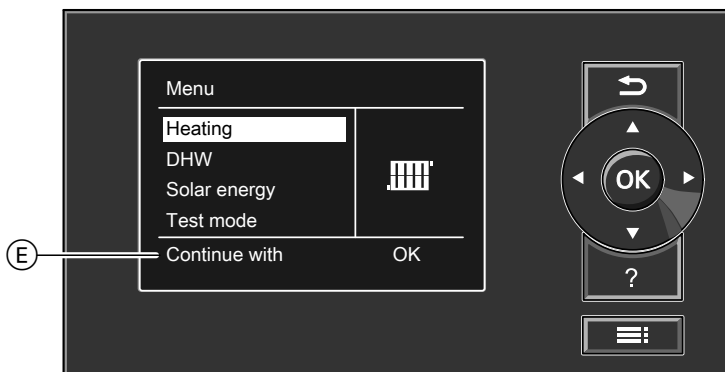 Menu
Heating
DHW
Solar energy
Test mode
E Continue with OK
OK
?